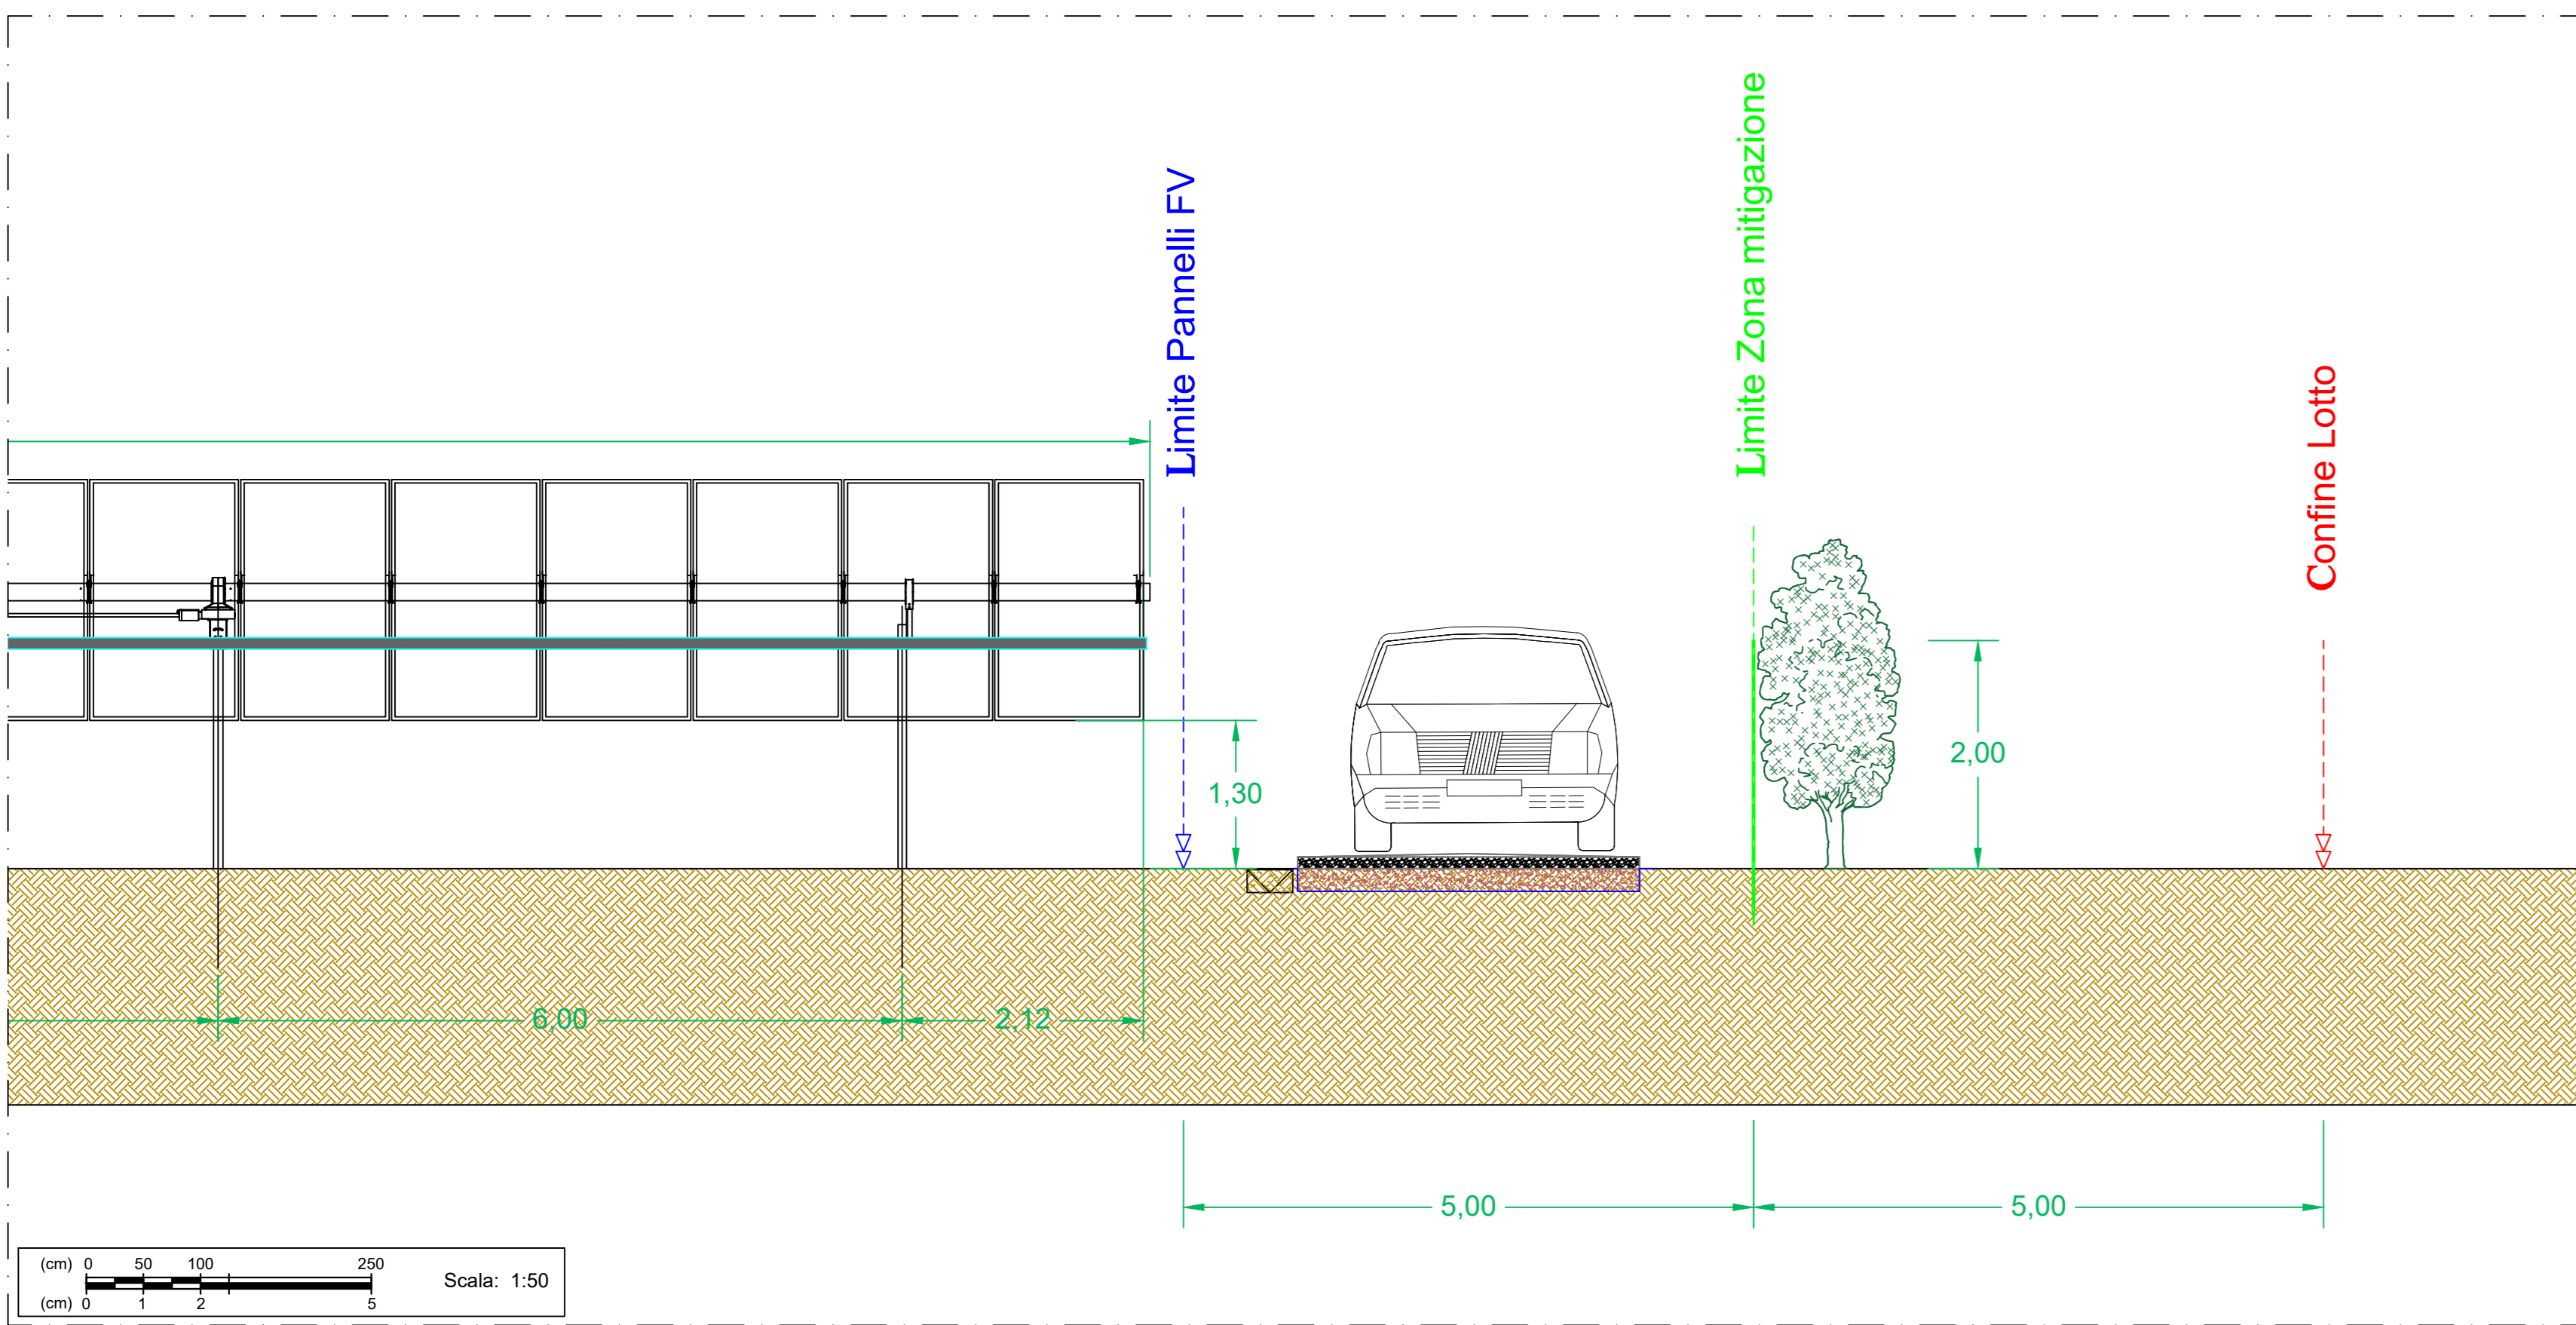 Limite Pannelli FV
Limite Zona mitigazione
Confine Lotto
1,30
2,00
6,00
2,12
5,00
5,00
(cm) 0 50 100 250
Scala: 1:50
(cm) 0 1 2 5